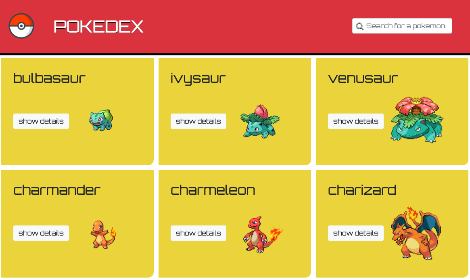 POKEDEX
Search for a pokemon
bulbasaur
show details
ivysaur
show details
venusaur
show details
charmander
show details
charmeleon
show details
charizard
show details